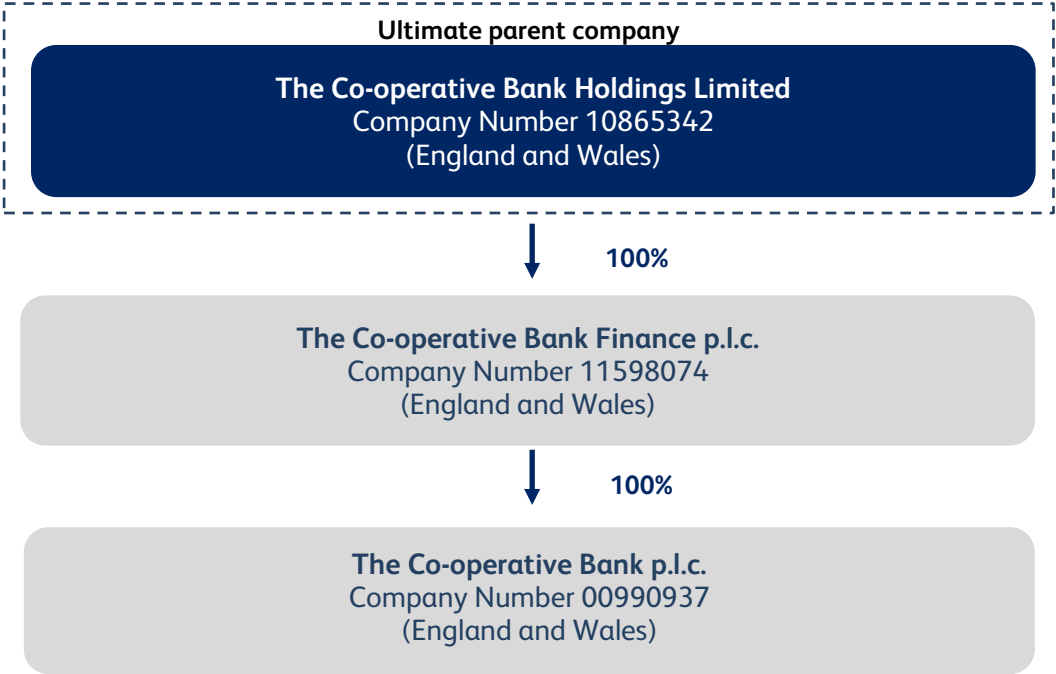 Ultimate parent company
The Co-operative Bank Holdings Limited
Company Number 10865342
(England and Wales)
100%
The Co-operative Bank Finance p.l.c.
Company Number 11598074
(England and Wales)
100%
The Co-operative Bank p.l.c.
Company Number 00990937
(England and Wales)